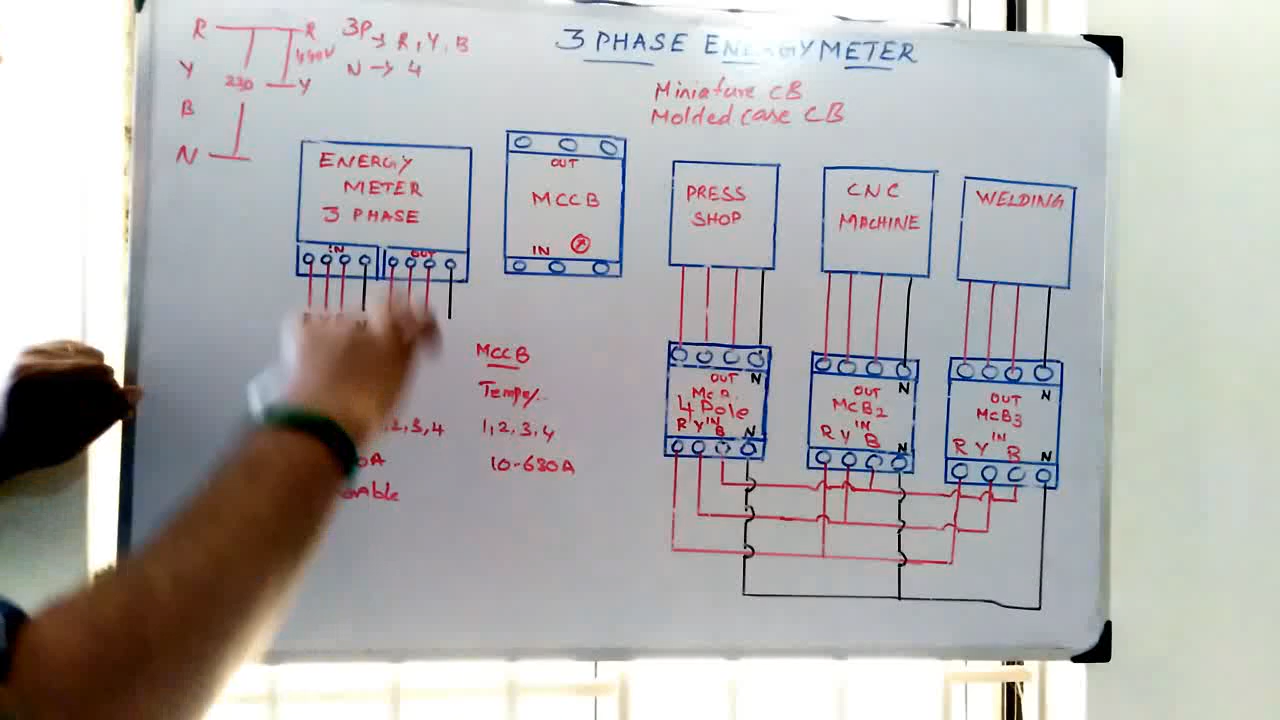 3 PHASE ENERGY METER
R R 3P → R, Y, B
440V N → 4
Y 230 Y
B
N
Miniature CB
Molded case CB
ENERGY
METER
3 PHASE
IN OUT
OUT
MCCB
IN
PRESS
SHOP
CNC
MACHINE
WELDING
MCCB
Temp/-
1, 2, 3, 4
10-630A
2, 3, 4
OUT N
4 Pole
R Y IN B N
OUT N
MCB2
IN
R Y B N
OUT N
MCB3
IN
R Y B N